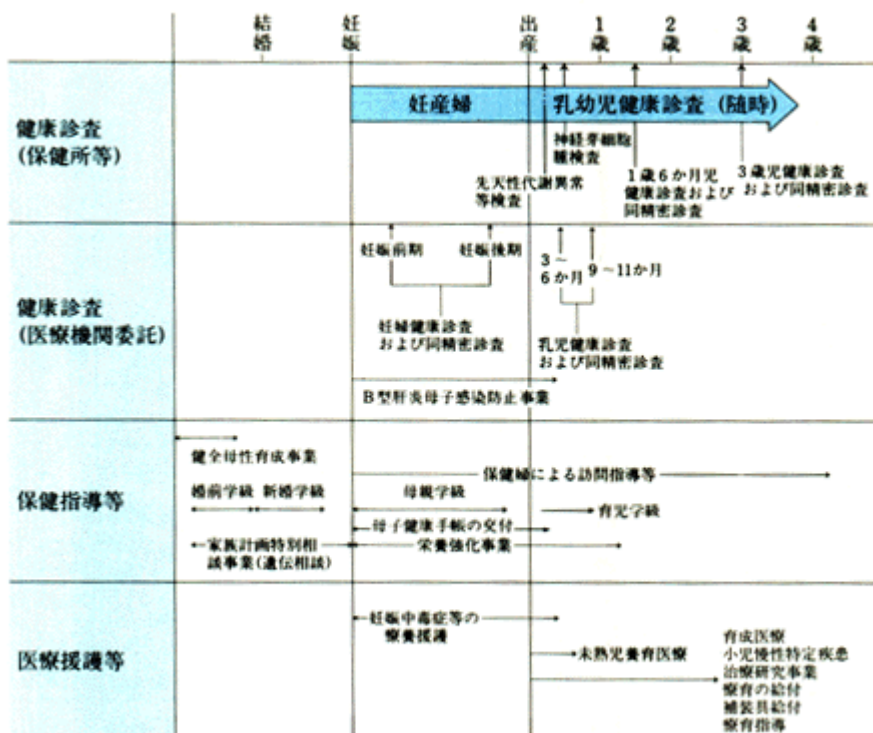 結婚
妊娠
出産
1歳
2歳
3歳
4歳
健康診査
(保健所等)
妊産婦
乳幼児健康診査 (随時)
神経芽細胞
腫検査
先天性代謝異常
等検査
1歳6か月児
健康診査および
同精密診査
3歳児健康診査
および同精密診査
健康診査
(医療機関委託)
妊娠前期
妊娠後期
3～
6か月
9～11か月
妊婦健康診査
および同精密診査
乳児健康診査
および同精密診査
B型肝炎母子感染防止事業
保健指導等
健全母性育成事業
保健婦による訪問指導等
婚前学級
新婚学級
母親学級
育児学級
母子健康手帳の交付
家族計画特別相
談事業(遺伝相談)
栄養強化事業
医療援護等
妊娠中毒症等の
療養援護
未熟児養育医療
育成医療
小児慢性特定疾患
治療研究事業
療育の給付
補装具給付
療育指導